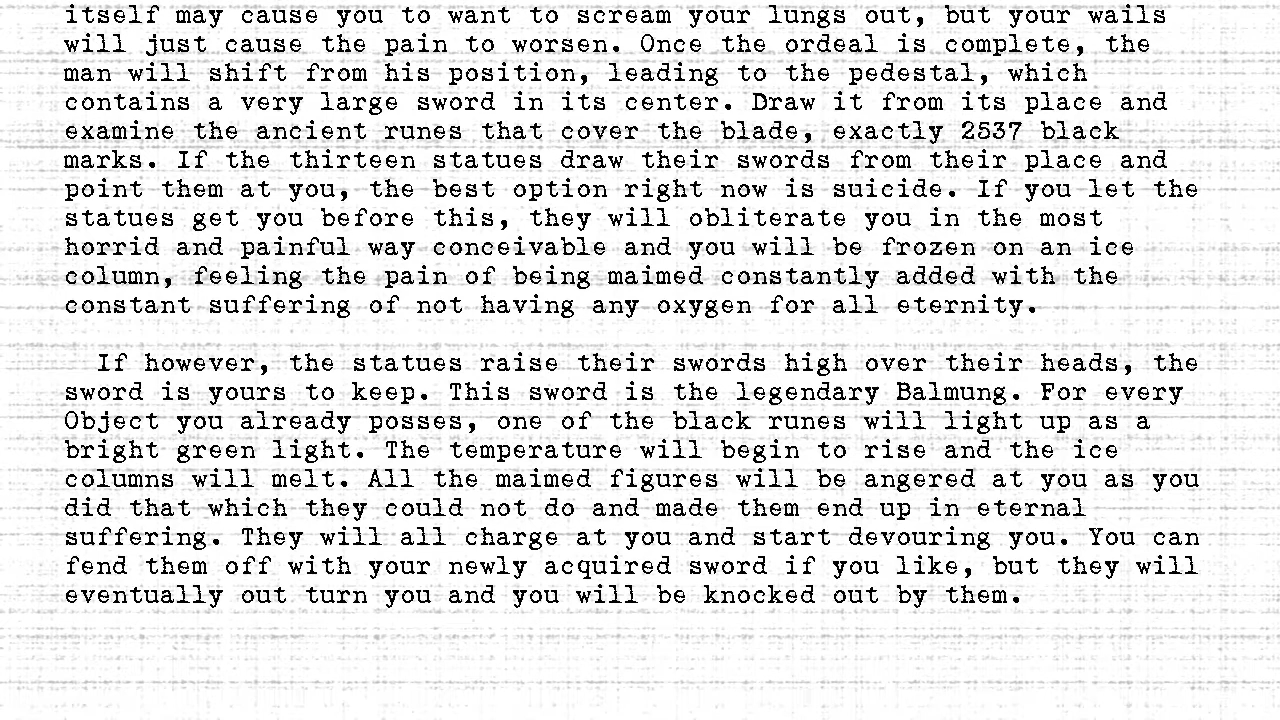 itself may cause you to want to scream your lungs out, but your wails
will just cause the pain to worsen. Once the ordeal is complete, the
man will shift from his position, leading to the pedestal, which
contains a very large sword in its center. Draw it from its place and
examine the ancient runes that cover the blade, exactly 2537 black
marks. If the thirteen statues draw their swords from their place and
point them at you, the best option right now is suicide. If you let the
statues get you before this, they will obliterate you in the most
horrid and painful way conceivable and you will be frozen on an ice
column, feeling the pain of being maimed constantly added with the
constant suffering of not having any oxygen for all eternity.

If however, the statues raise their swords high over their heads, the
sword is yours to keep. This sword is the legendary Balmung. For every
Object you already posses, one of the black runes will light up as a
bright green light. The temperature will begin to rise and the ice
columns will melt. All the maimed figures will be angered at you as you
did that which they could not do and made them end up in eternal
suffering. They will all charge at you and start devouring you. You can
fend them off with your newly acquired sword if you like, but they will
eventually out turn you and you will be knocked out by them.